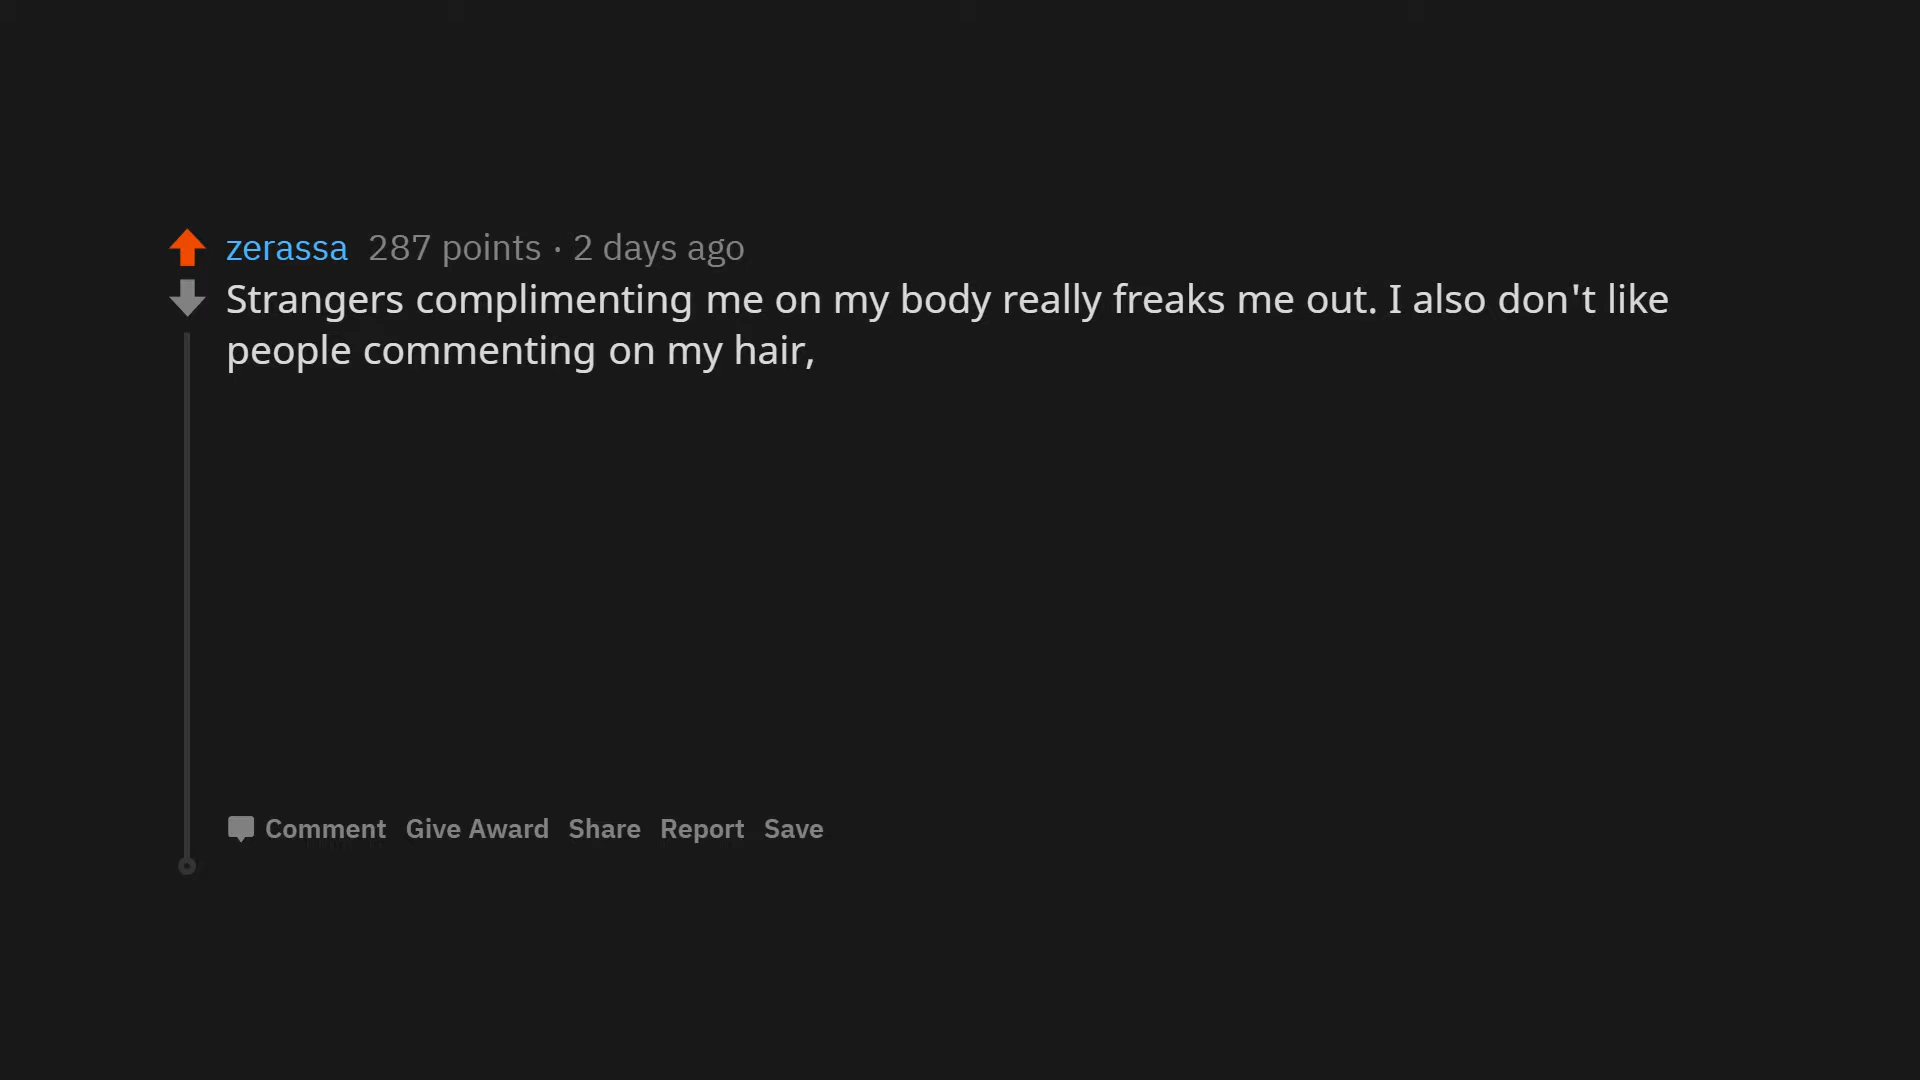 zerassa 287 points · 2 days ago
Strangers complimenting me on my body really freaks me out. I also don't like
people commenting on my hair,
Comment Give Award Share Report Save